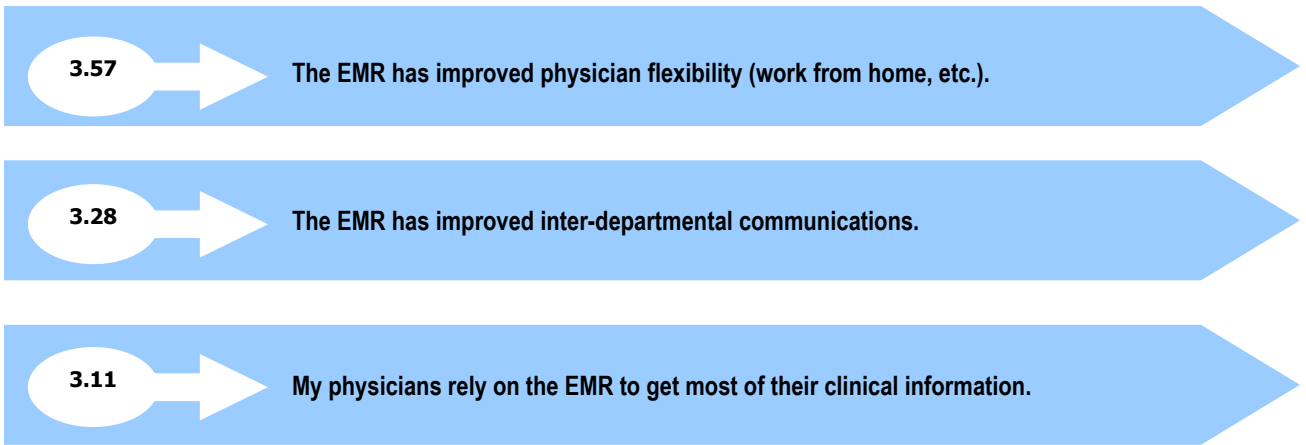 3.57
The EMR has improved physician flexibility (work from home, etc.).
3.28
The EMR has improved inter-departmental communications.
3.11
My physicians rely on the EMR to get most of their clinical information.